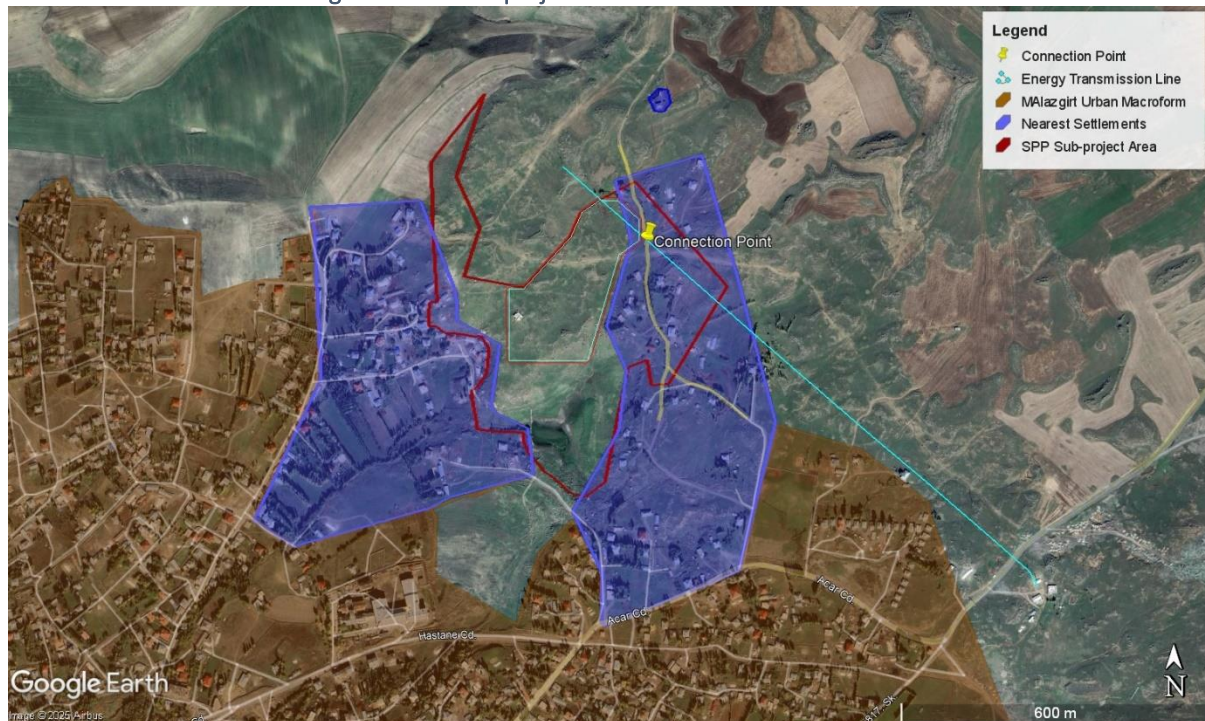 Legend
Connection Point
Energy Transmission Line
MAlazgirt Urban Macroform
Nearest Settlements
SPP Sub-project Area
Connection Point
Acar Cd.
Acar Cd.
Hastane Cd.
Google Earth
Image © 2025 Airbus
N
600 m